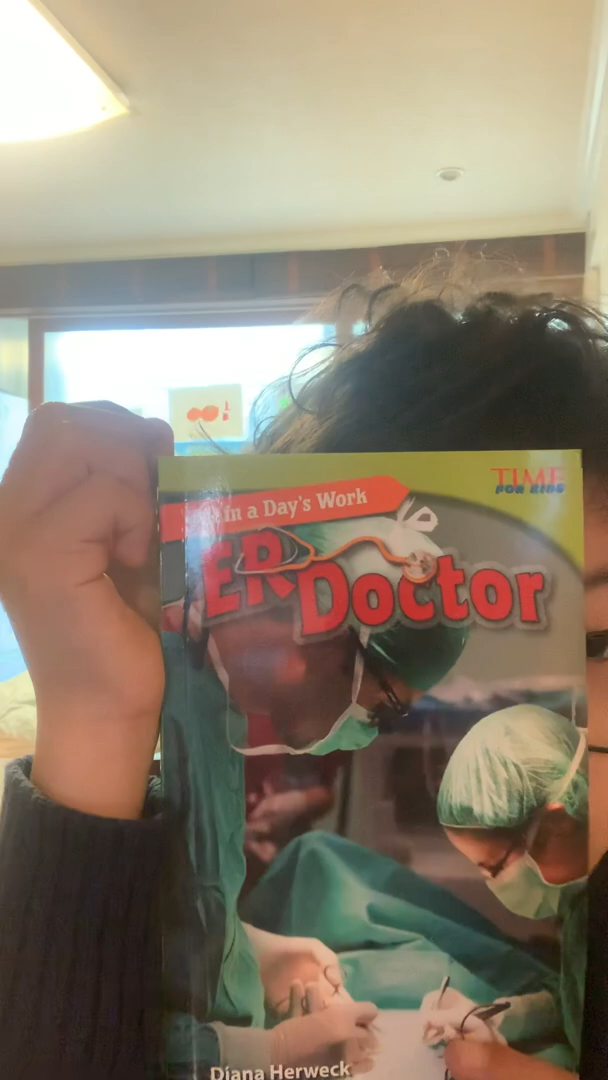 TIME
FOR KIDS
in a Day's Work
ER Doctor
Diana Herweck